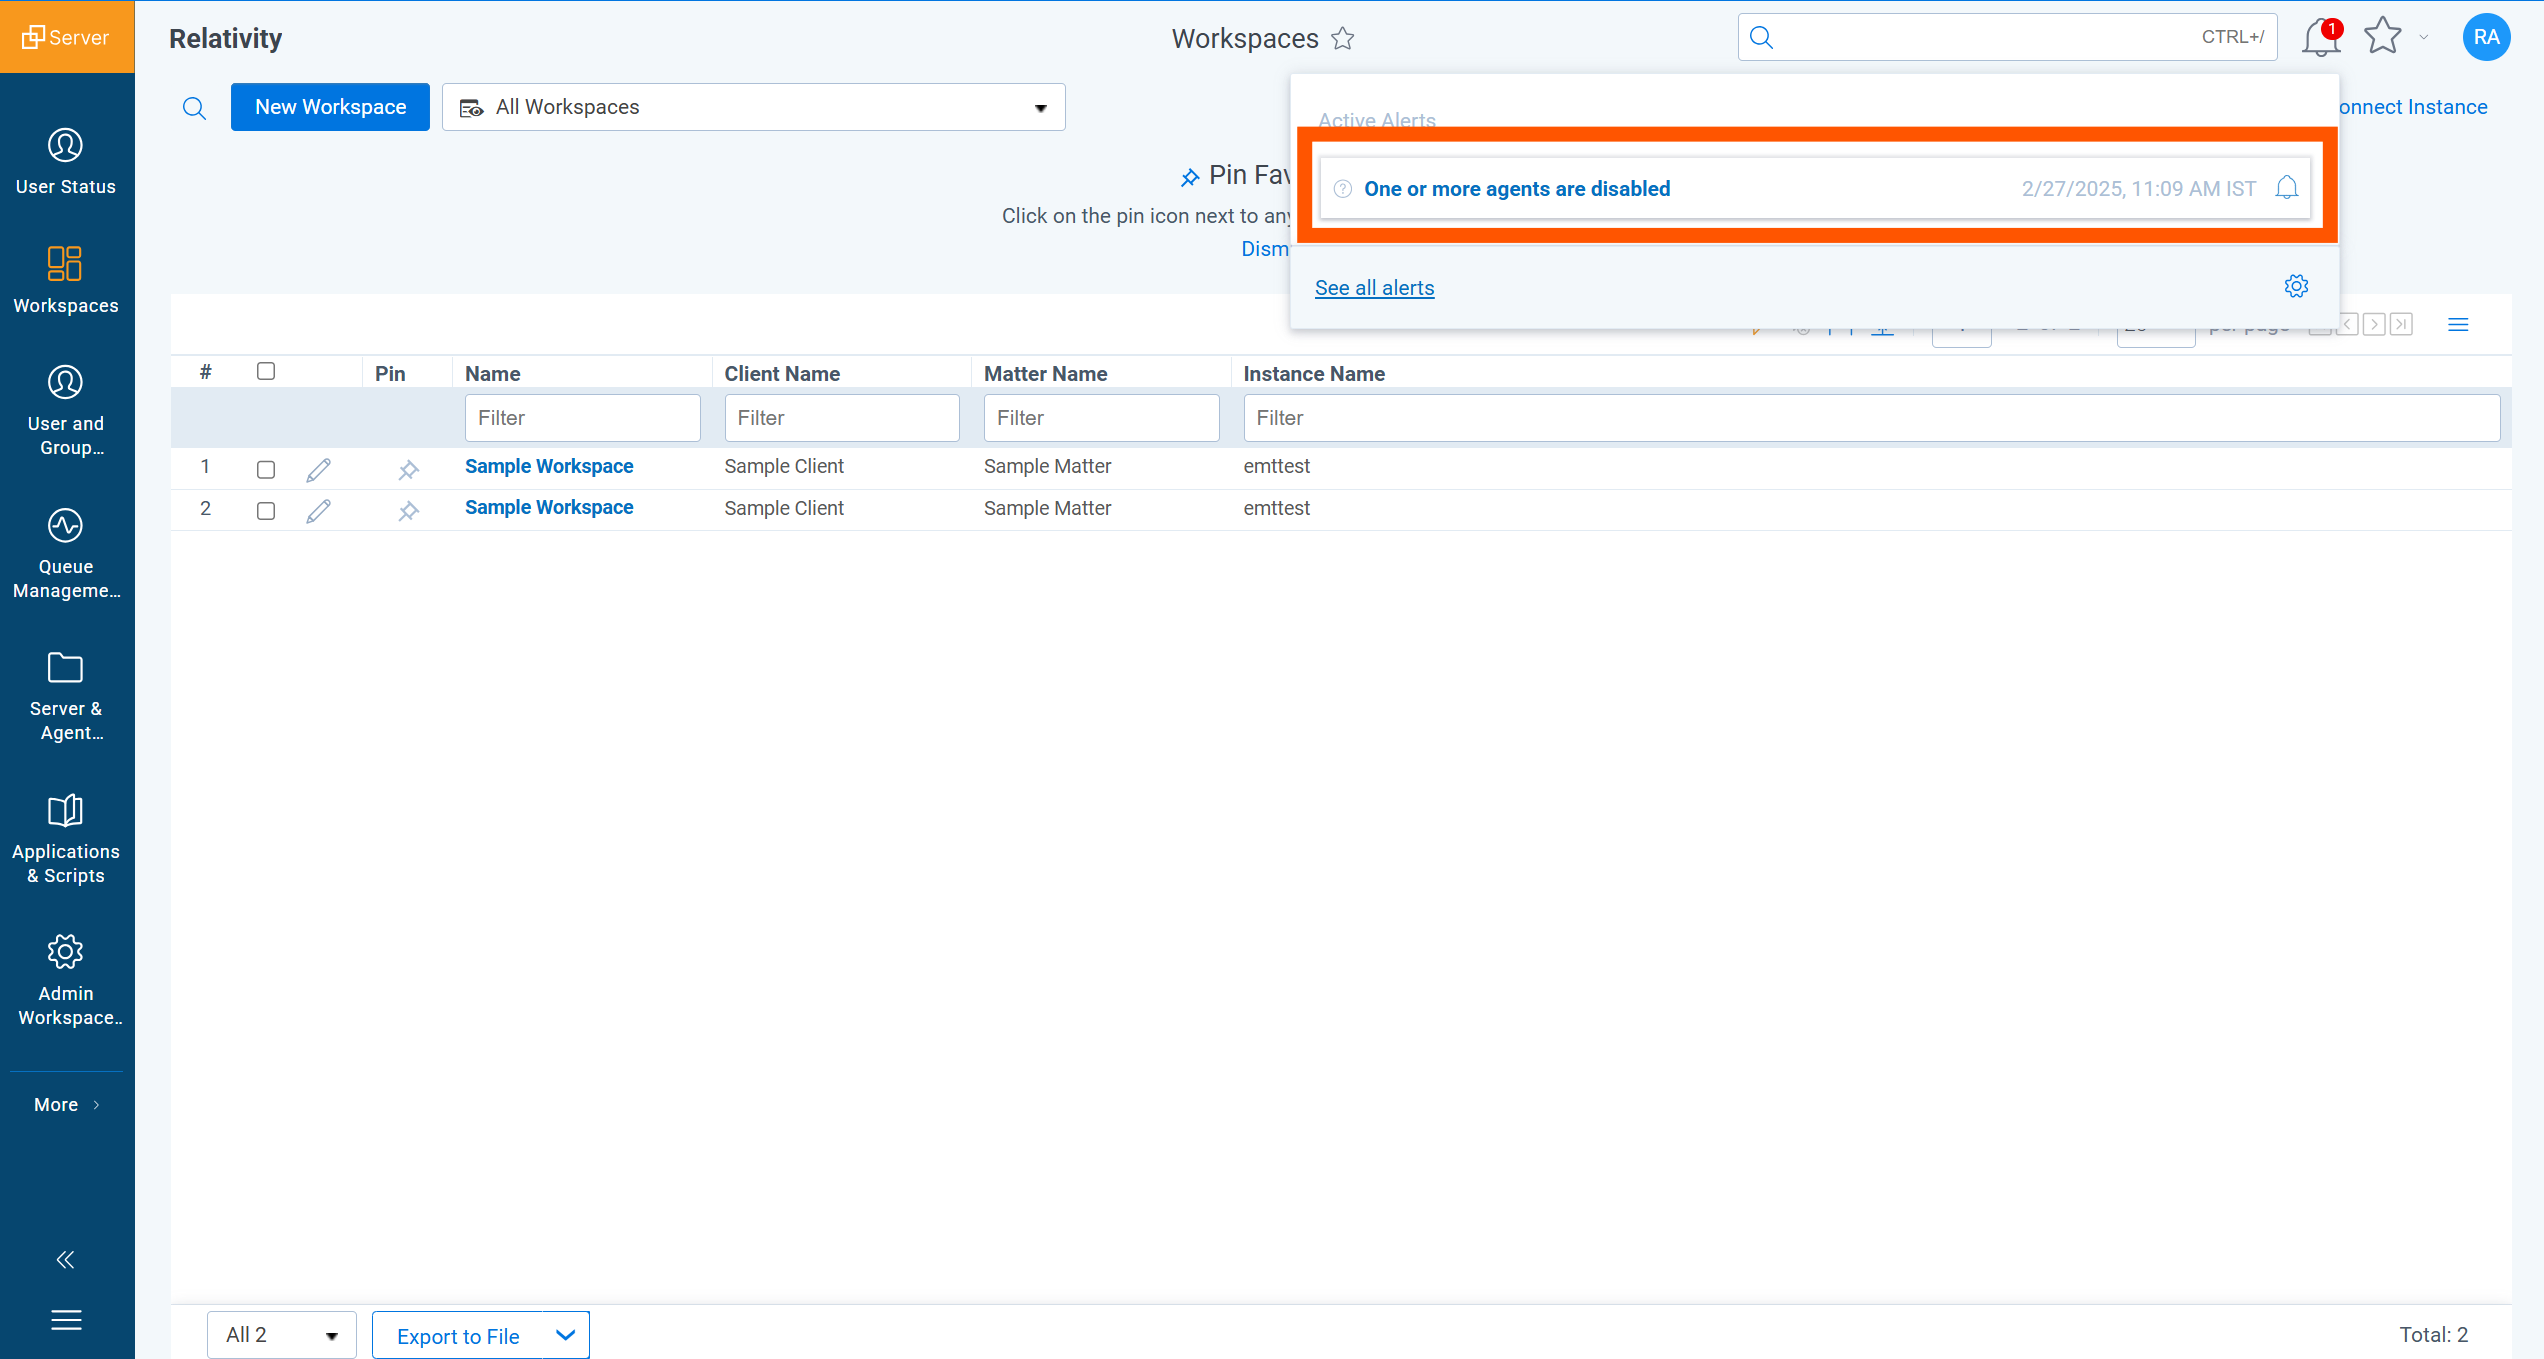 Server
Relativity
Workspaces
CTRL+/
1
RA
New Workspace
All Workspaces
onnect Instance
Active Alerts
One or more agents are disabled
2/27/2025, 11:09 AM IST
See all alerts
Pin Fav
Click on the pin icon next to any
Dism
User Status
Workspaces
User and
Group...
Queue
Manageme...
Server &
Agent...
Applications
& Scripts
Admin
Workspace..
More
per page
# Pin Name Client Name Matter Name Instance Name
Filter Filter Filter Filter
1 Sample Workspace Sample Client Sample Matter emttest
2 Sample Workspace Sample Client Sample Matter emttest
All 2
Export to File
Total: 2